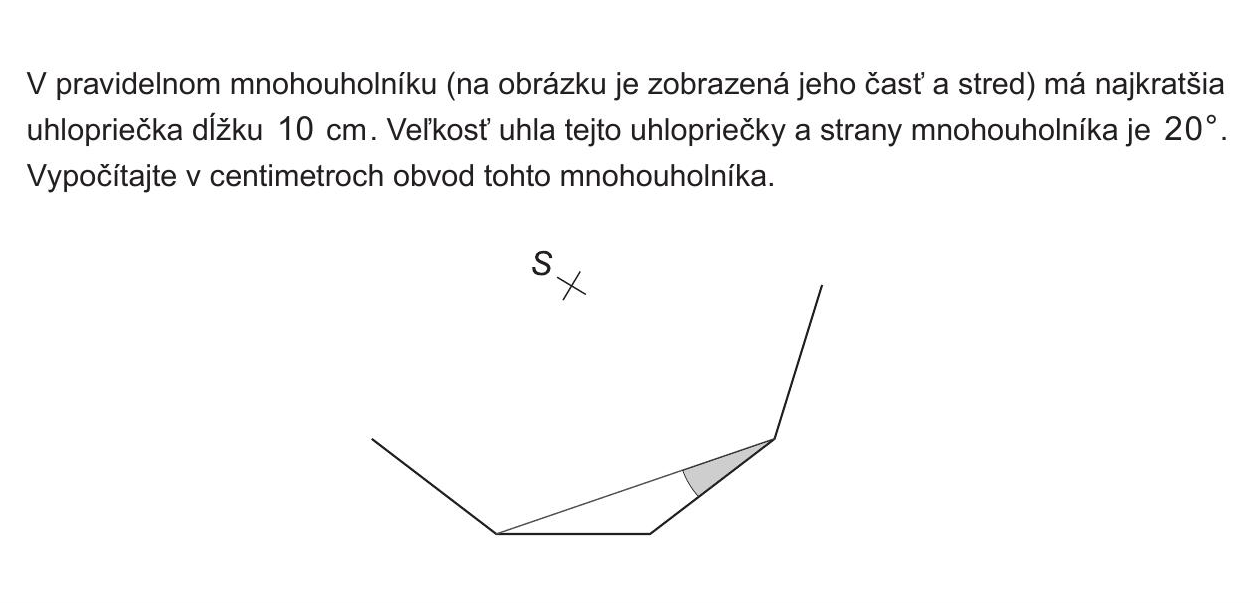 V pravidelnom mnohouholníku (na obrázku je zobrazená jeho časť a stred) má najkratšia
uhlopriečka dĺžku 10 cm. Veľkosť uhla tejto uhlopriečky a strany mnohouholníka je 20°.
Vypočítajte v centimetroch obvod tohto mnohouholníka.
S